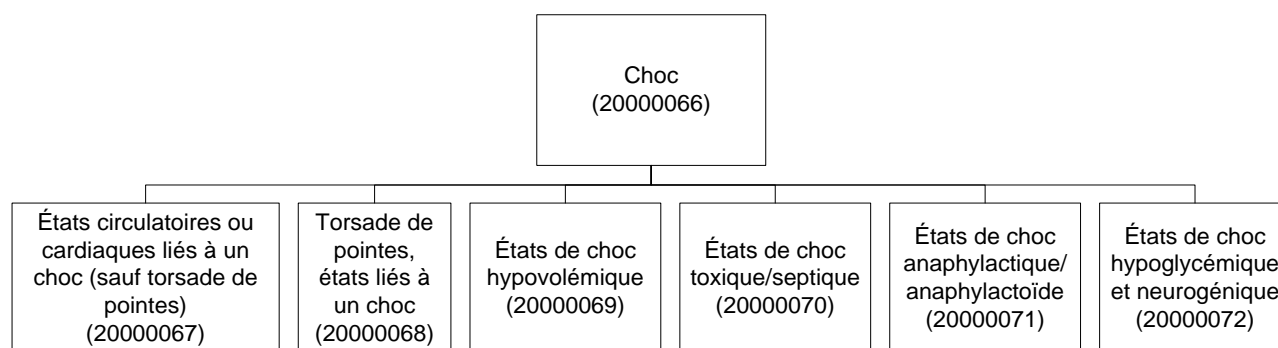 Choc
(20000066)
États circulatoires ou
cardiaques liés à un
choc (sauf torsade de
pointes)
(20000067)
Torsade de
pointes,
états liés à
un choc
(20000068)
États de choc
hypovolémique
(20000069)
États de choc
toxique/septique
(20000070)
États de choc
anaphylactique/
anaphylactoïde
(20000071)
États de choc
hypoglycémique
et neurogénique
(20000072)